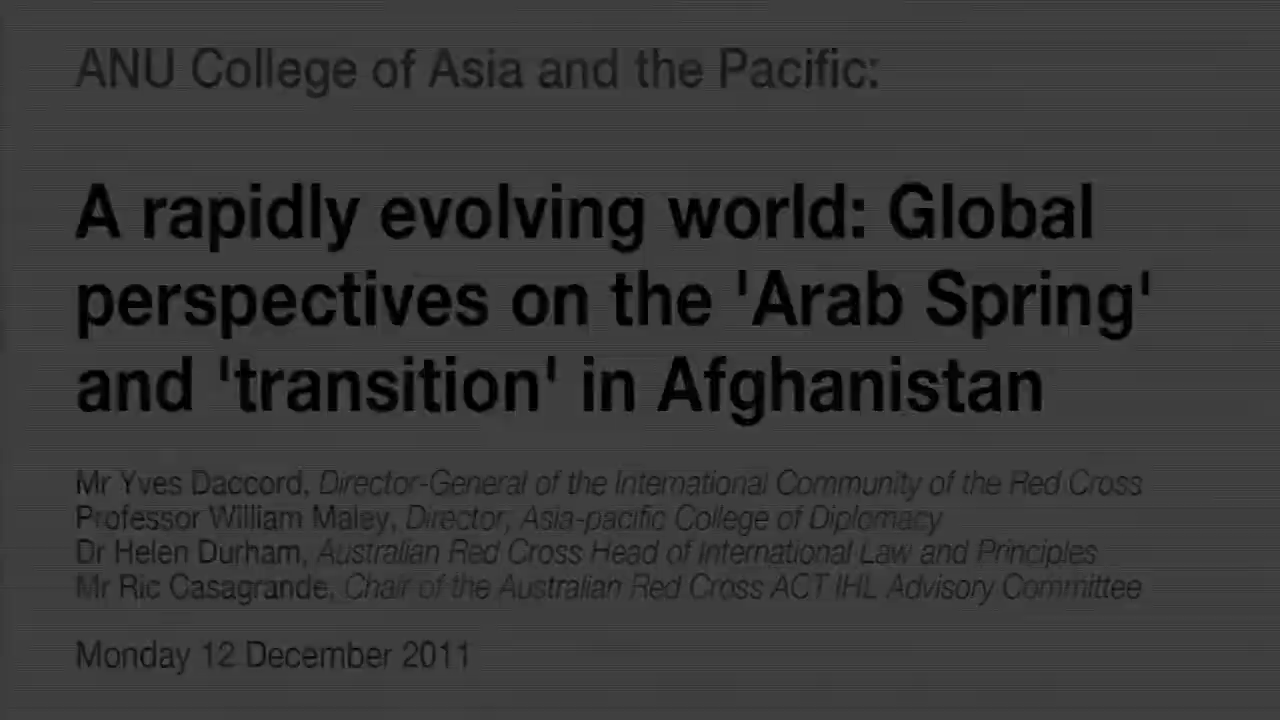 ANU College of Asia and the Pacific:
A rapidly evolving world: Global
perspectives on the 'Arab Spring'
and 'transition' in Afghanistan
Mr Yves Daccord, Director-General of the International Community of the Red Cross
Professor William Maley, Director, Asia-pacific College of Diplomacy
Dr Helen Durham, Australian Red Cross Head of International Law and Principles
Mr Ric Casagrande, Chair of the Australian Red Cross ACT IHL Advisory Committee
Monday 12 December 2011